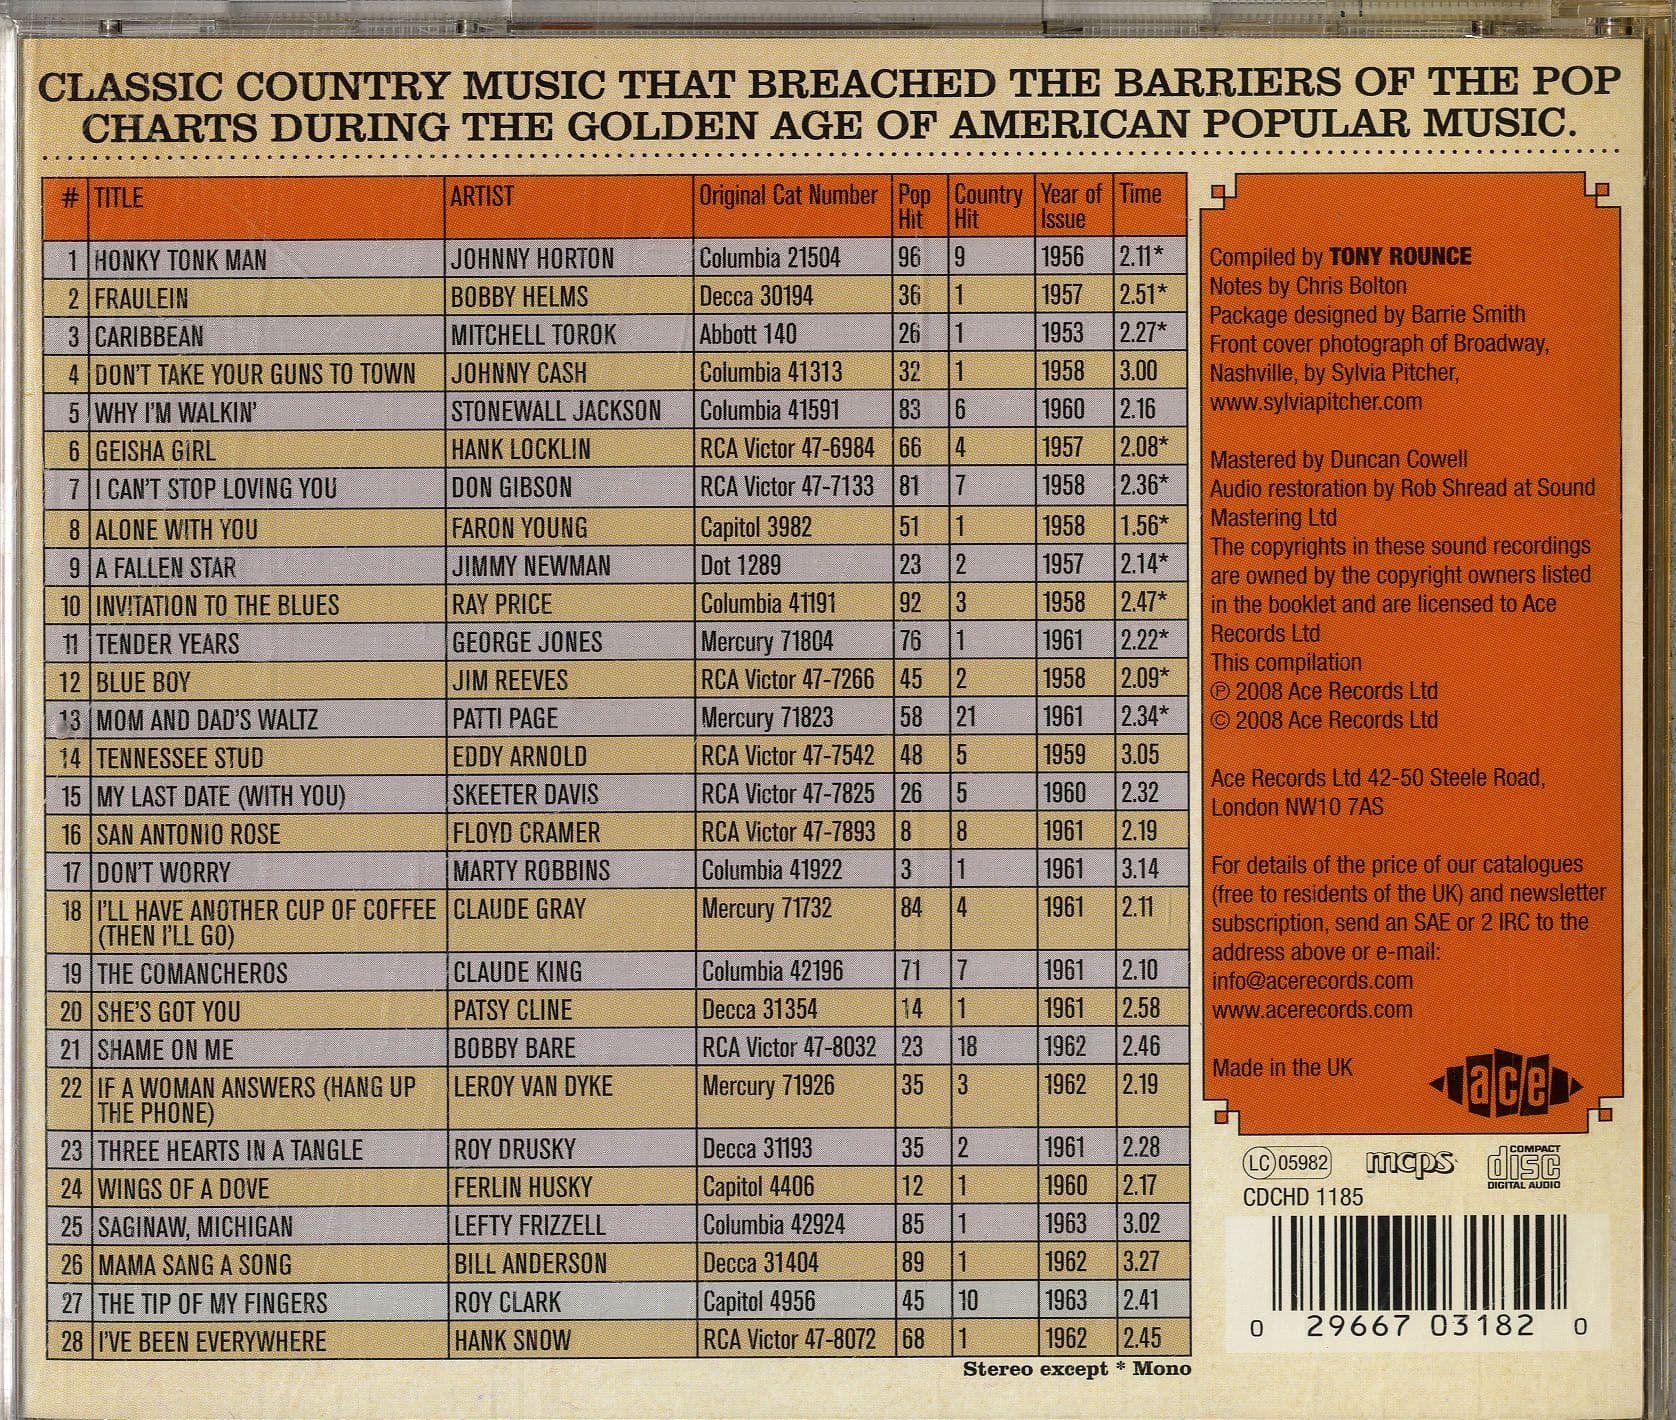 CLASSIC COUNTRY MUSIC THAT BREACHED THE BARRIERS OF THE POP
CHARTS DURING THE GOLDEN AGE OF AMERICAN POPULAR MUSIC.
# TITLE ARTIST Original Cat Number Pop Hit Country Hit Year of Issue Time
1 HONKY TONK MAN JOHNNY HORTON Columbia 21504 96 9 1956 2.11*
2 FRAULEIN BOBBY HELMS Decca 30194 36 1 1957 2.51*
3 CARIBBEAN MITCHELL TOROK Abbott 140 26 1 1953 2.27*
4 DON'T TAKE YOUR GUNS TO TOWN JOHNNY CASH Columbia 41313 32 1 1958 3.00
5 WHY I'M WALKIN' STONEWALL JACKSON Columbia 41591 83 6 1960 2.16
6 GEISHA GIRL HANK LOCKLIN RCA Victor 47-6984 66 4 1957 2.08*
7 I CAN'T STOP LOVING YOU DON GIBSON RCA Victor 47-7133 81 7 1958 2.36*
8 ALONE WITH YOU FARON YOUNG Capitol 3982 51 1 1958 1.56*
9 A FALLEN STAR JIMMY NEWMAN Dot 1289 23 2 1957 2.14*
10 INVITATION TO THE BLUES RAY PRICE Columbia 41191 92 3 1958 2.47*
11 TENDER YEARS GEORGE JONES Mercury 71804 76 1 1961 2.22*
12 BLUE BOY JIM REEVES RCA Victor 47-7266 45 2 1958 2.09*
13 MOM AND DAD'S WALTZ PATTI PAGE Mercury 71823 58 21 1961 2.34*
14 TENNESSEE STUD EDDY ARNOLD RCA Victor 47-7542 48 5 1959 3.05
15 MY LAST DATE (WITH YOU) SKEETER DAVIS RCA Victor 47-7825 26 5 1960 2.32
16 SAN ANTONIO ROSE FLOYD CRAMER RCA Victor 47-7893 8 8 1961 2.19
17 DON'T WORRY MARTY ROBBINS Columbia 41922 3 1 1961 3.14
18 I'LL HAVE ANOTHER CUP OF COFFEE CLAUDE GRAY Mercury 71732 84 4 1961 2.11
(THEN I'LL GO)
19 THE COMANCHEROS CLAUDE KING Columbia 42196 71 7 1961 2.10
20 SHE'S GOT YOU PATSY CLINE Decca 31354 14 1 1961 2.58
21 SHAME ON ME BOBBY BARE RCA Victor 47-8032 23 18 1962 2.46
22 IF A WOMAN ANSWERS (HANG UP LEROY VAN DYKE Mercury 71926 35 3 1962 2.19
THE PHONE)
23 THREE HEARTS IN A TANGLE ROY DRUSKY Decca 31193 35 2 1961 2.28
24 WINGS OF A DOVE FERLIN HUSKY Capitol 4406 12 1 1960 2.17
25 SAGINAW, MICHIGAN LEFTY FRIZZELL Columbia 42924 85 1 1963 3.02
26 MAMA SANG A SONG BILL ANDERSON Decca 31404 89 1 1962 3.27
27 THE TIP OF MY FINGERS ROY CLARK Capitol 4956 45 10 1963 2.41
28 I'VE BEEN EVERYWHERE HANK SNOW RCA Victor 47-8072 68 1 1962 2.45
Stereo except * Mono
Compiled by TONY ROUNCE
Notes by Chris Bolton
Package designed by Barrie Smith
Front cover photograph of Broadway,
Nashville, by Sylvia Pitcher,
www.sylviapitcher.com
Mastered by Duncan Cowell
Audio restoration by Rob Shread at Sound
Mastering Ltd
The copyrights in these sound recordings
are owned by the copyright owners listed
in the booklet and are licensed to Ace
Records Ltd
This compilation
℗ 2008 Ace Records Ltd
© 2008 Ace Records Ltd
Ace Records Ltd 42-50 Steele Road,
London NW10 7AS
For details of the price of our catalogues
(free to residents of the UK) and newsletter
subscription, send an SAE or 2 IRC to the
address above or e-mail:
info@acerecords.com
www.acerecords.com
Made in the UK
ace
LC 05982 mcps COMPACT disc DIGITAL AUDIO
CDCHD 1185
0 29667 03182 0